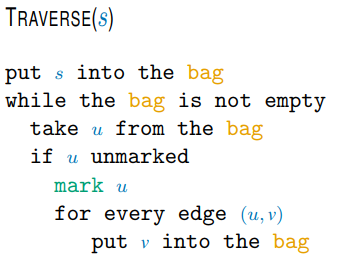 TRAVERSE(s)
put s into the bag
while the bag is not empty
take u from the bag
if u unmarked
mark u
for every edge (u,v)
put v into the bag